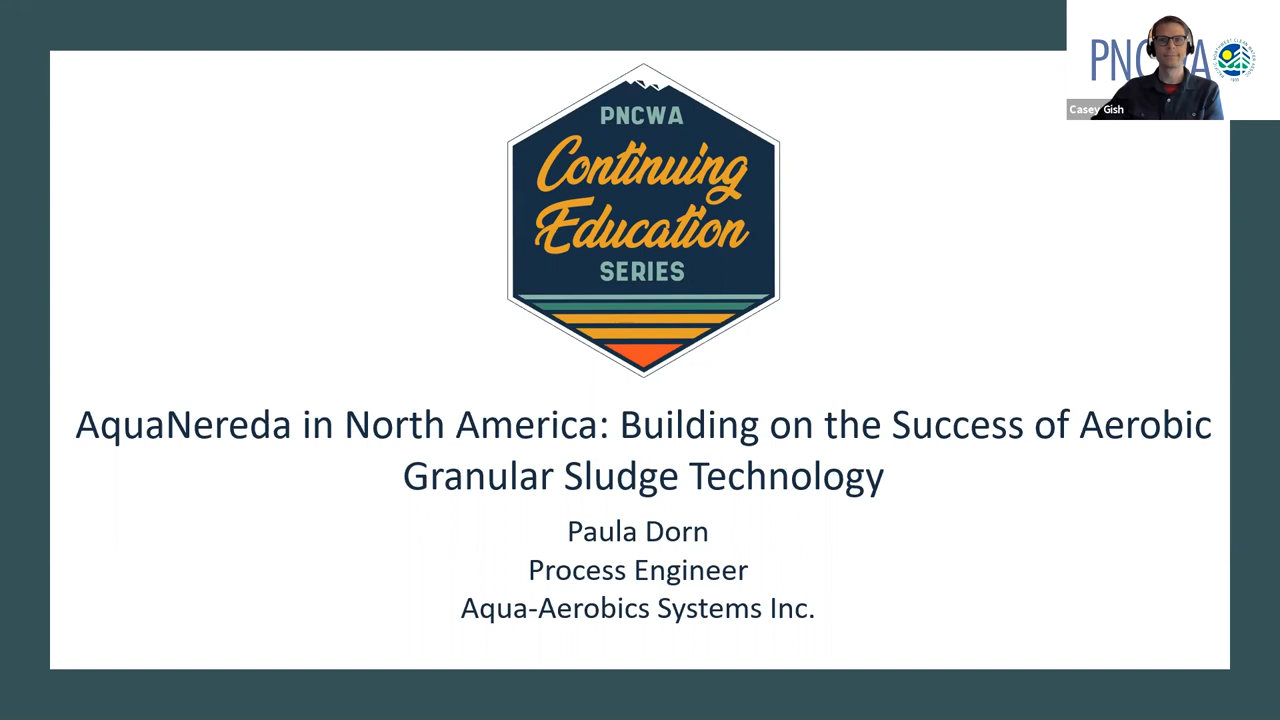 PNCWA
Continuing
Education
SERIES
Casey Gish
AquaNereda in North America: Building on the Success of Aerobic
Granular Sludge Technology
Paula Dorn
Process Engineer
Aqua-Aerobics Systems Inc.